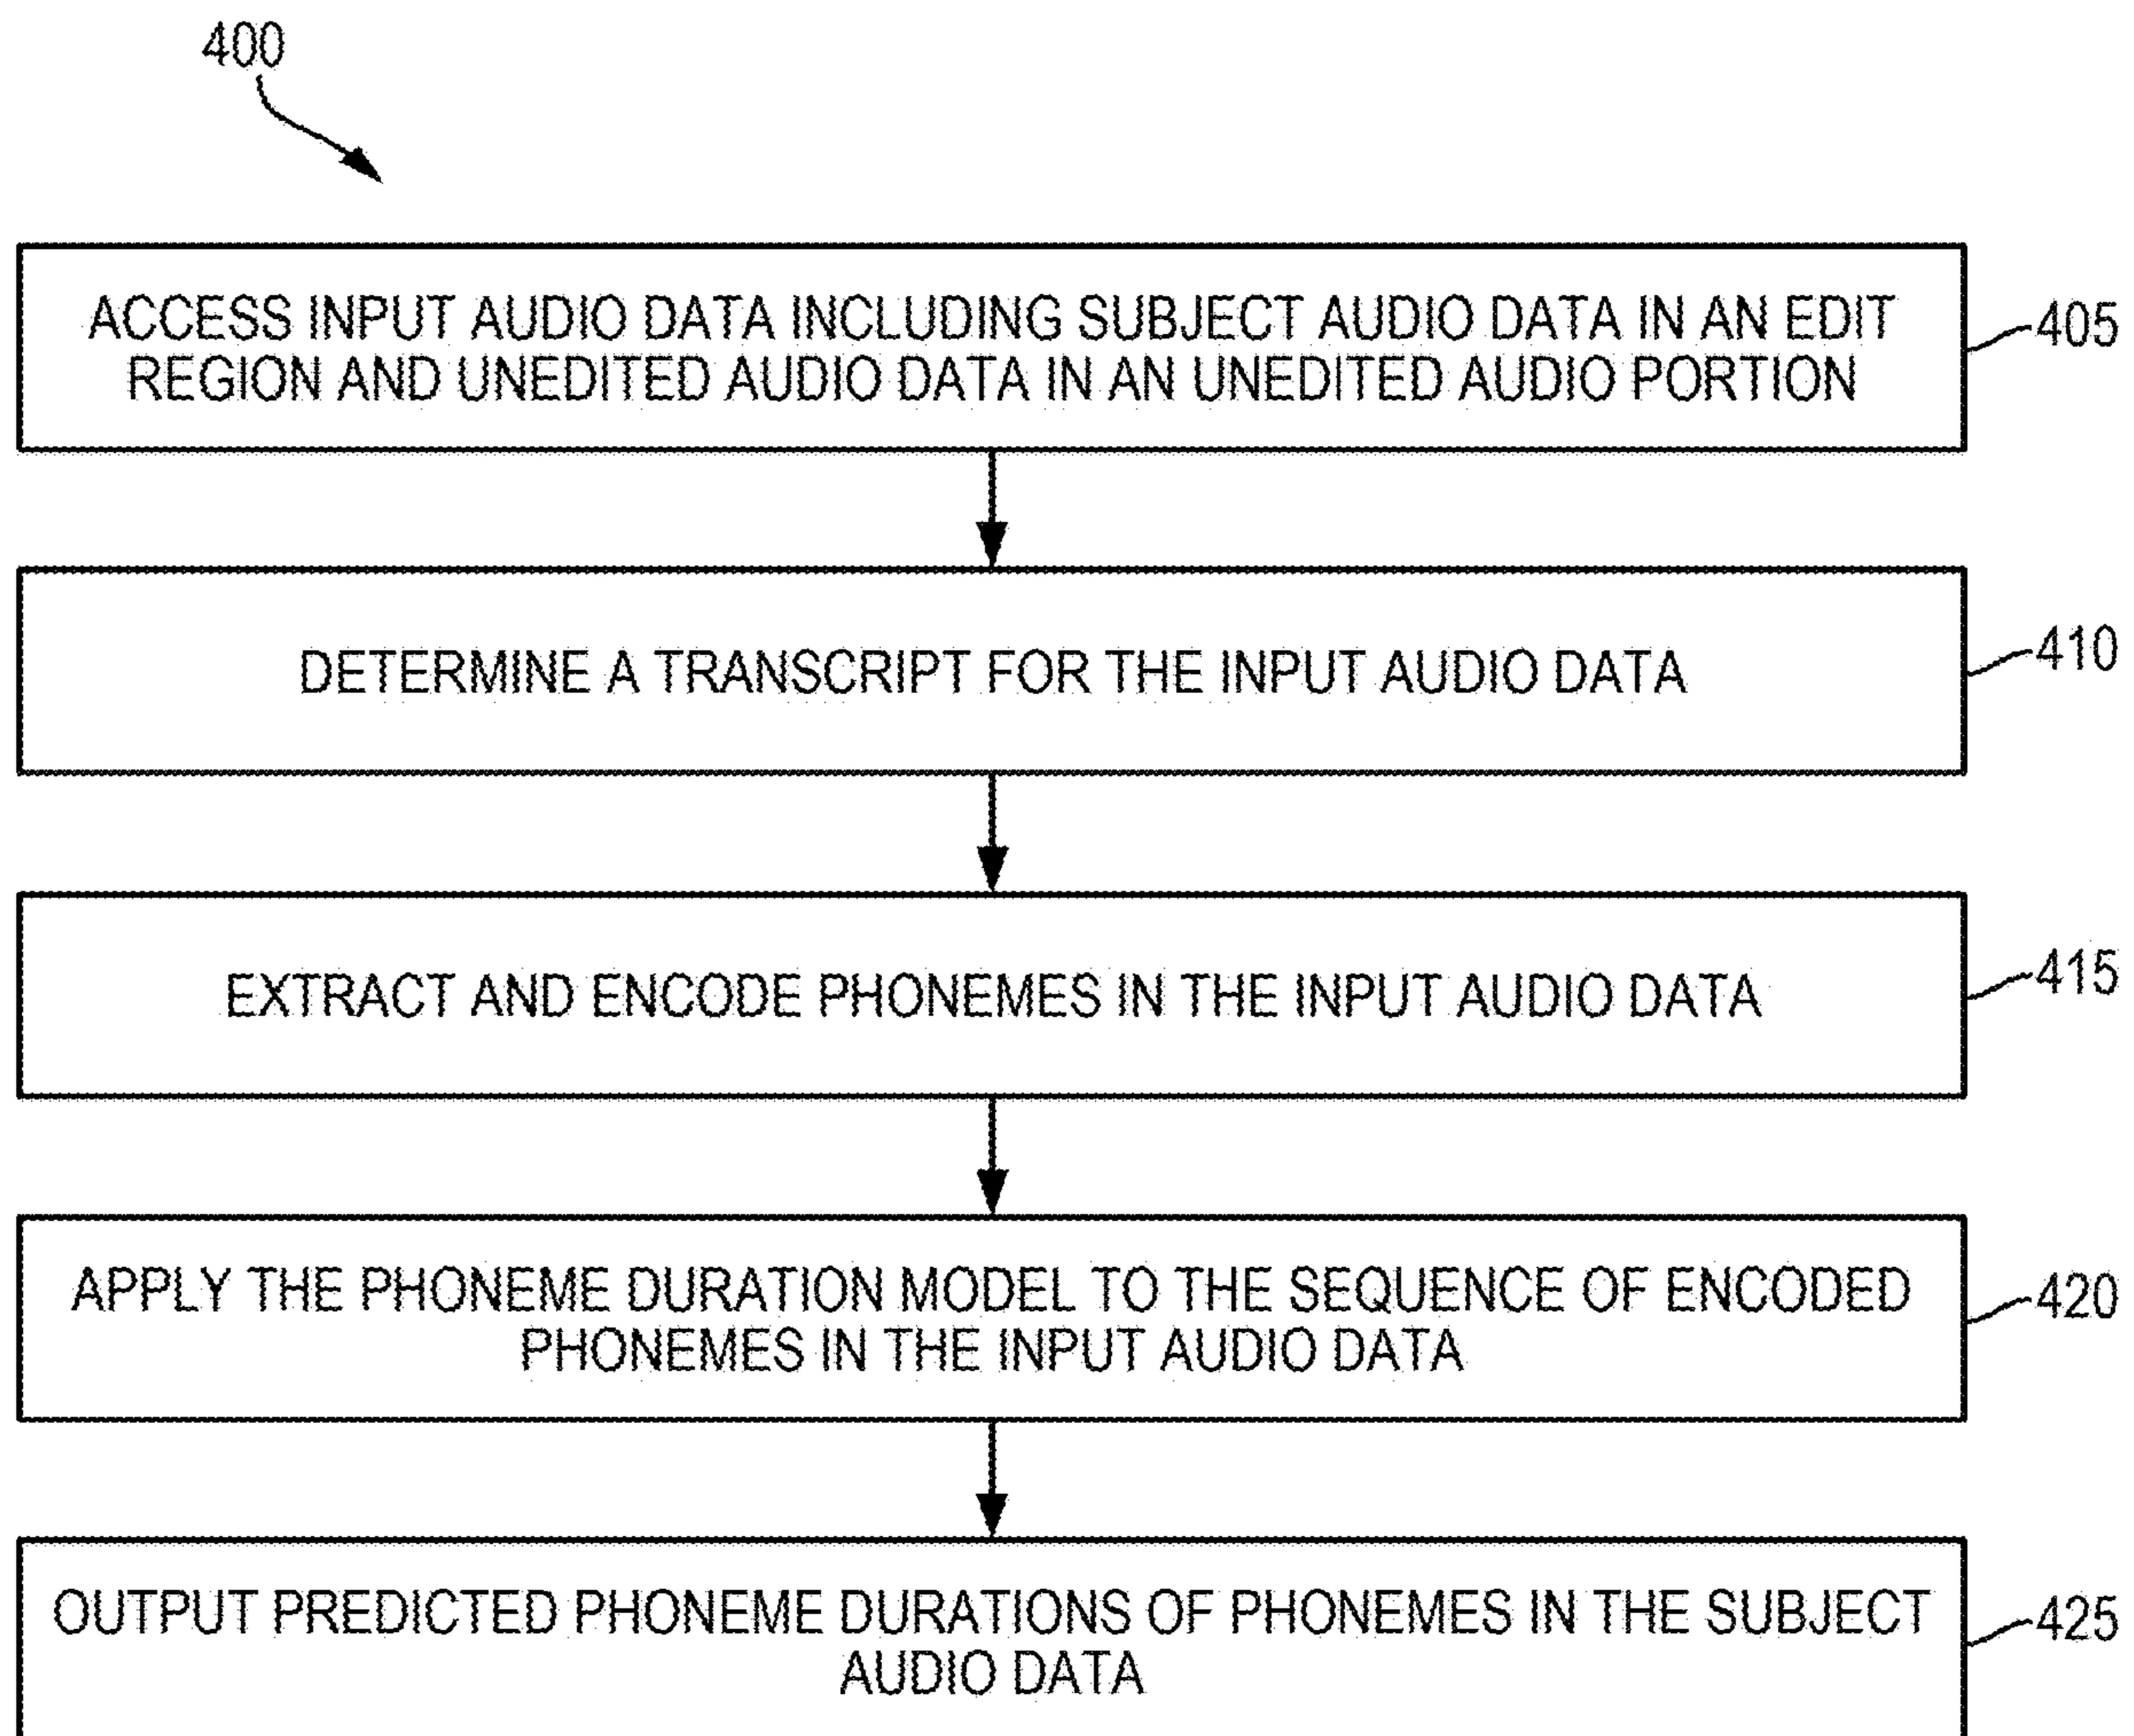 400
ACCESS INPUT AUDIO DATA INCLUDING SUBJECT AUDIO DATA IN AN EDIT
REGION AND UNEDITED AUDIO DATA IN AN UNEDITED AUDIO PORTION
405
DETERMINE A TRANSCRIPT FOR THE INPUT AUDIO DATA
410
EXTRACT AND ENCODE PHONEMES IN THE INPUT AUDIO DATA
415
APPLY THE PHONEME DURATION MODEL TO THE SEQUENCE OF ENCODED
PHONEMES IN THE INPUT AUDIO DATA
420
OUTPUT PREDICTED PHONEME DURATIONS OF PHONEMES IN THE SUBJECT
AUDIO DATA
425